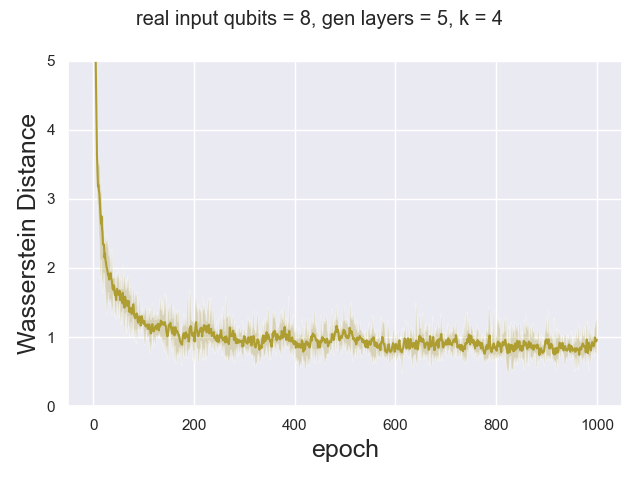 real input qubits = 8, gen layers = 5, k = 4
5
4
3
2
1
0
Wasserstein Distance
0 200 400 600 800 1000
epoch